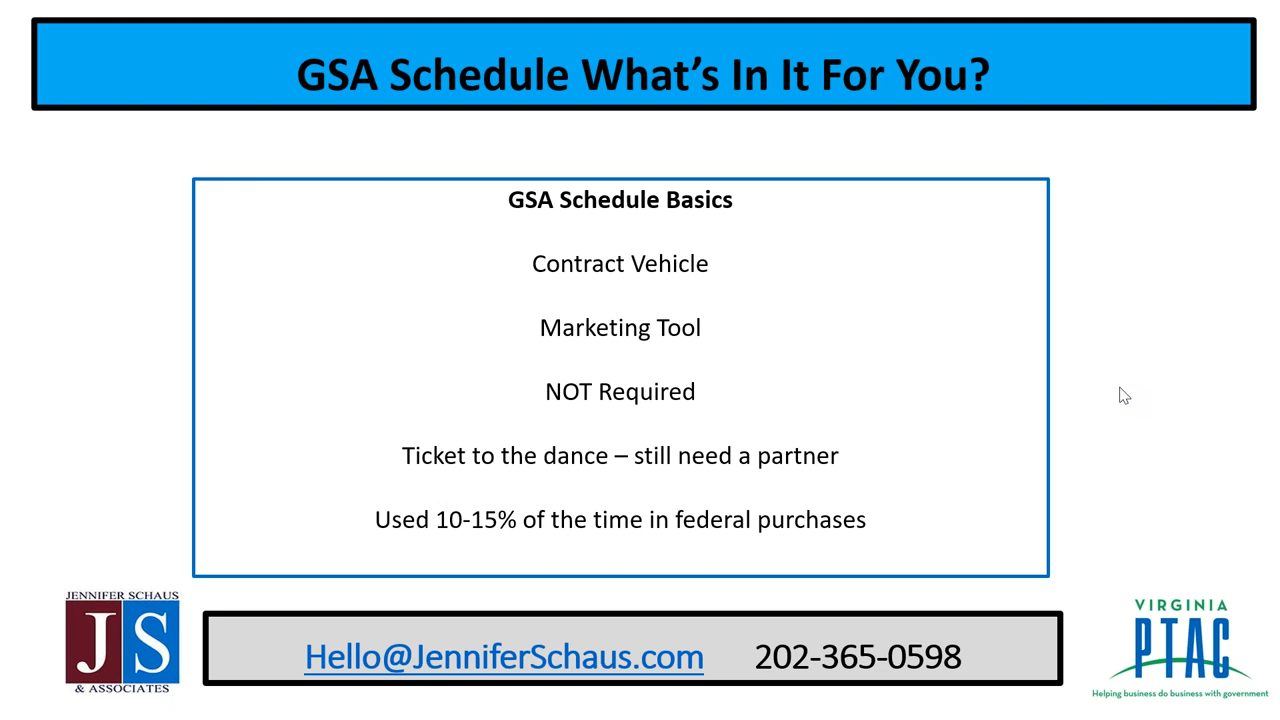 GSA Schedule What's In It For You?
GSA Schedule Basics
Contract Vehicle
Marketing Tool
NOT Required
Ticket to the dance – still need a partner
Used 10-15% of the time in federal purchases
JENNIFER SCHAUS
JS
& ASSOCIATES
Hello@JenniferSchaus.com 202-365-0598
VIRGINIA
PTAC
Helping business do business with government